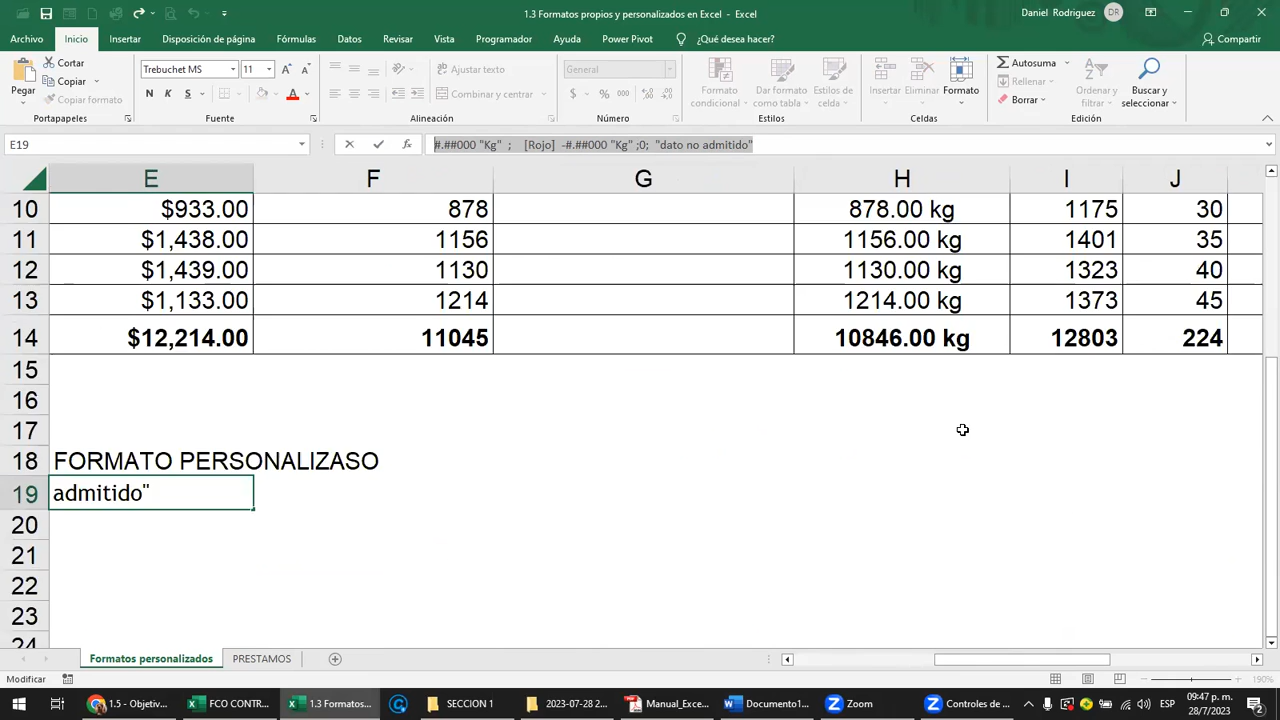 1.3 Formatos propios y personalizados en Excel - Excel
Daniel Rodriguez DR
Archivo Inicio Insertar Disposición de página Fórmulas Datos Revisar Vista Programador Ayuda Power Pivot ¿Qué desea hacer? Compartir
Pegar
Cortar
Copiar
Copiar formato
Portapapeles
Trebuchet MS 11
N K S
Fuente
Ajustar texto
Combinar y centrar
Alineación
General
$ % 000
Número
Formato condicional
Dar formato como tabla
Estilos de celda
Estilos
Insertar Eliminar Formato
Celdas
Autosuma
Rellenar
Borrar
Ordenar y filtrar
Buscar y seleccionar
Edición
E19 fx #.##000 "Kg" ; [Rojo] -#.##000 "Kg" ;0; "dato no admitido"
E F G H I J
10 $933.00 878 878.00 kg 1175 30
11 $1,438.00 1156 1156.00 kg 1401 35
12 $1,439.00 1130 1130.00 kg 1323 40
13 $1,133.00 1214 1214.00 kg 1373 45
14 $12,214.00 11045 10846.00 kg 12803 224
15
16
17
18 FORMATO PERSONALIZASO
19 admitido"
20
21
22
23
24
Formatos personalizados PRESTAMOS
Modificar 190%
1.5 - Objetiv... FCO CONTR... 1.3 Formatos... SECCION 1 2023-07-28 2... Manual_Exce... Documento1... Zoom Controles de ... ESP 09:47 p. m.
28/7/2023